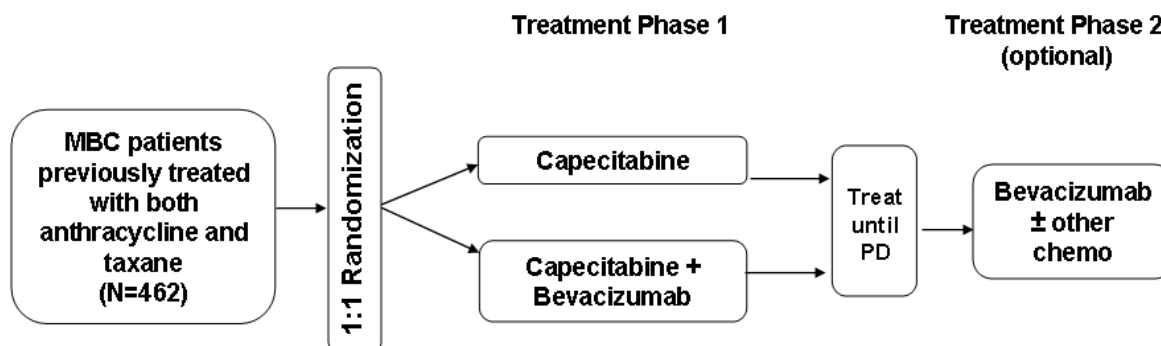 Treatment Phase 1
Treatment Phase 2
(optional)
MBC patients
previously treated
with both
anthracycline and
taxane
(N=462)
1:1 Randomization
Capecitabine
Capecitabine +
Bevacizumab
Treat
until
PD
Bevacizumab
± other
chemo